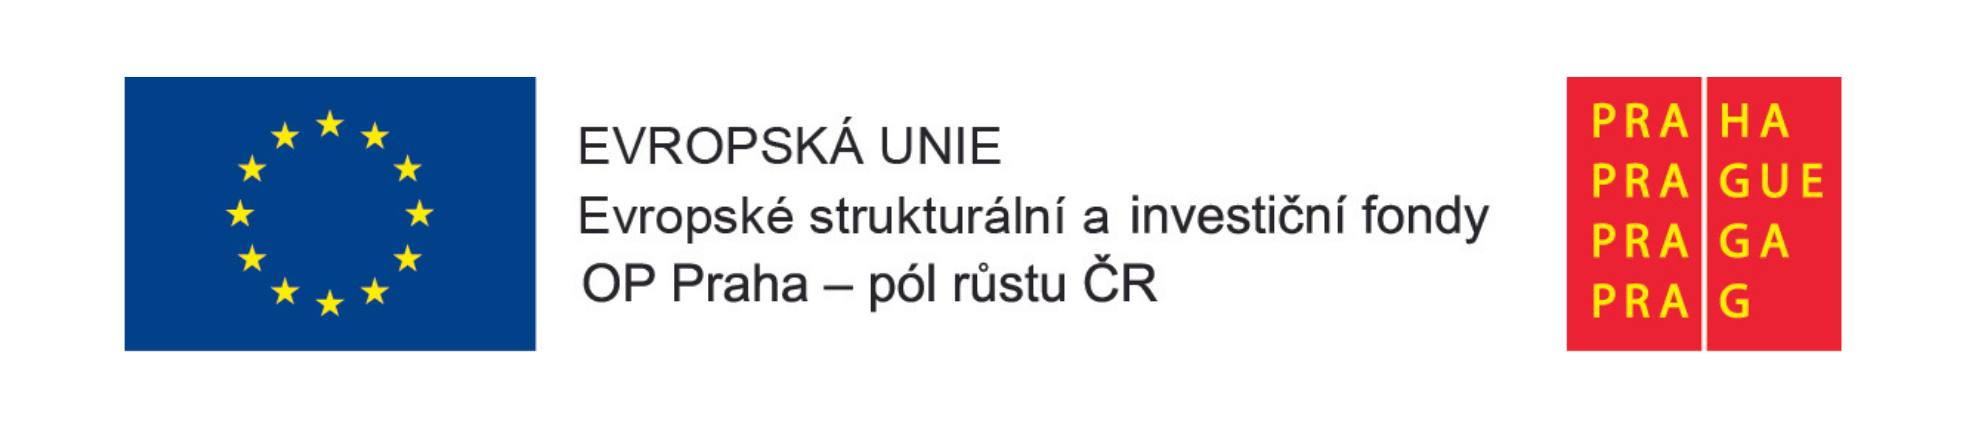 EVROPSKÁ UNIE
Evropské strukturální a investiční fondy
OP Praha – pól růstu ČR
PRA HA
PRA GUE
PRA GA
PRA G